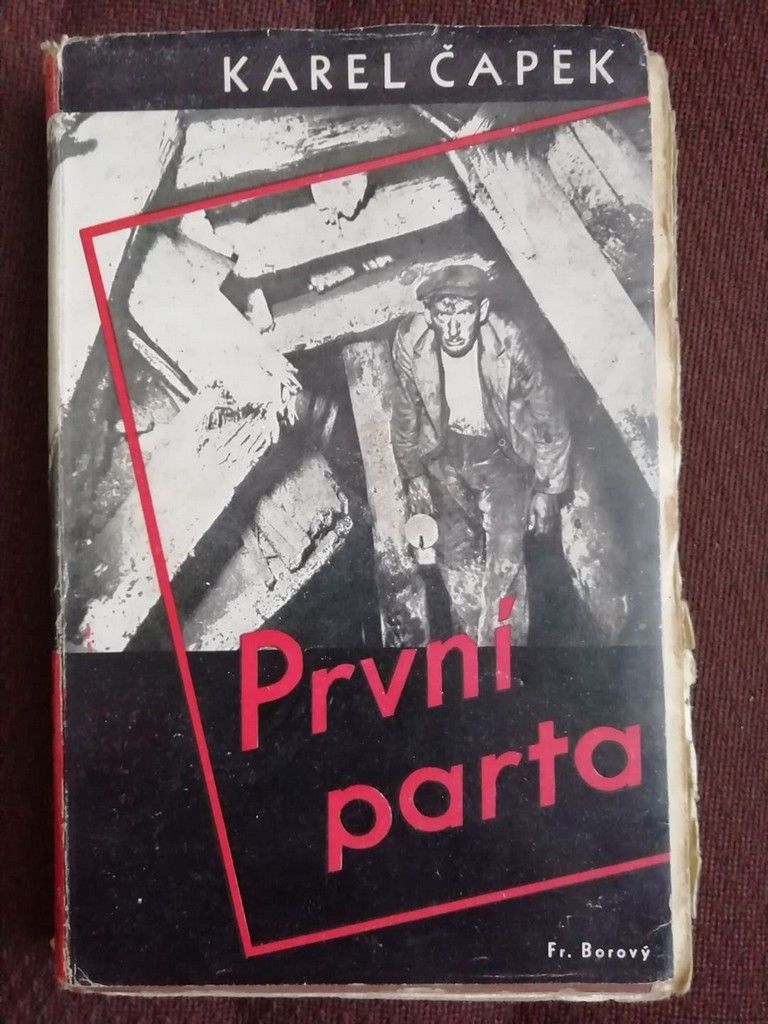 KAREL ČAPEK
První
parta
Fr. Borový